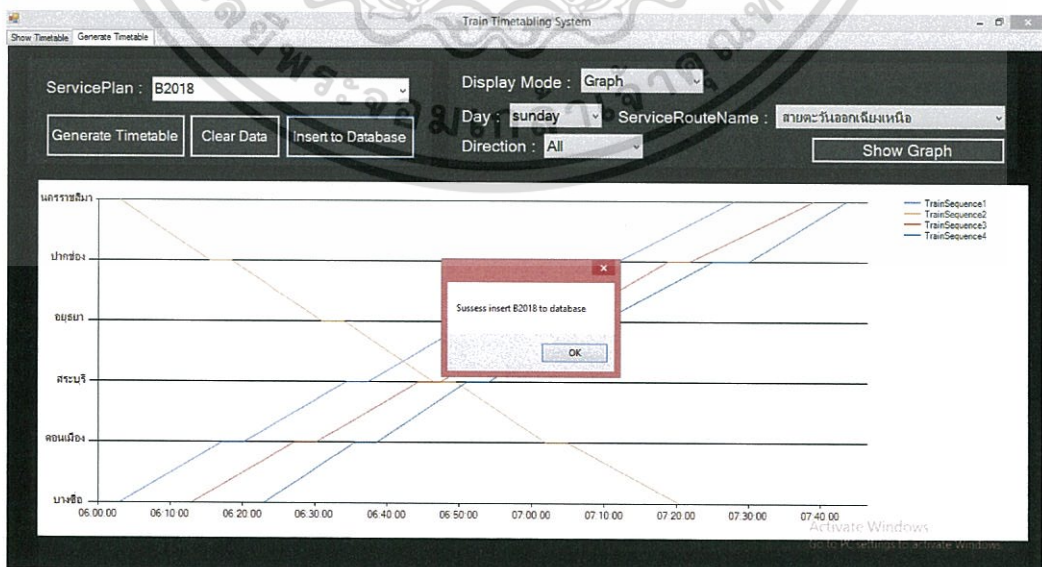 Train Timetabling System
Show Timetable Generate Timetable
ServicePlan : B2018
Display Mode : Graph
Day : sunday ServiceRouteName : สายตะวันออกเฉียงเหนือ
Generate Timetable Clear Data Insert to Database
Direction : All
Show Graph
นครราชสีมา
ปากช่อง
อยุธยา
สระบุรี
ดอนเมือง
บางซื่อ
TrainSequence1
TrainSequence2
TrainSequence3
TrainSequence4
Sussess insert B2018 to database
OK
06:00:00 06:10:00 06:20:00 06:30:00 06:40:00 06:50:00 07:00:00 07:10:00 07:20:00 07:30:00 07:40:00
Activate Windows
Go to PC settings to activate Windows.